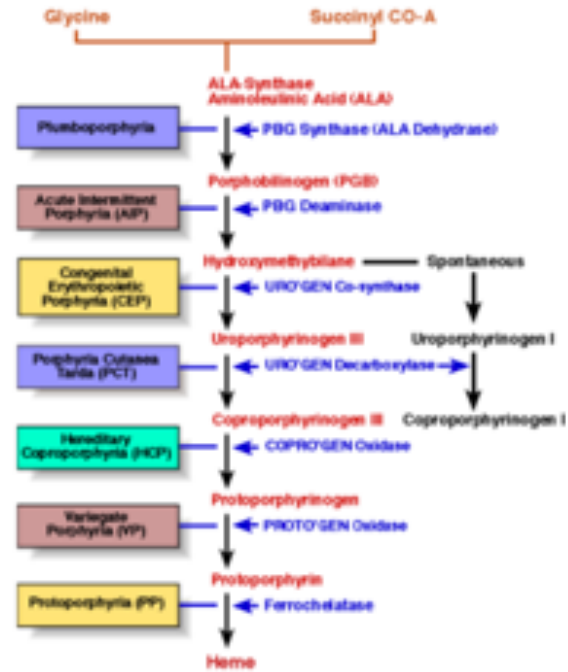 Glycine
Succinyl CO-A
ALA-Synthase
Aminoleulinic Acid (ALA)
Plumboporphyria
PBG Synthase (ALA Dehydrase)
Porphobilinogen (PGB)
Acute Intermittent
Porphyria (AIP)
PBG Deaminase
Hydroxymethybilane
Spontaneous
Congenital
Erythropoietic
Porphyria (CEP)
URO'GEN Co-synthase
Uroporphyrinogen III
Uroporphyrinogen I
Porphyria Cutasea
Tarda (PCT)
URO'GEN Decarboxylase
Coproporphyrinogen III
Coproporphyrinogen I
Hereditary
Coproporphyria (HCP)
COPRO'GEN Oxidase
Protoporphyrinogen
Variegate
Porphyria (VP)
PROTO'GEN Oxidase
Protoporphyrin
Protoporphyria (PP)
Ferrochelatase
Heme